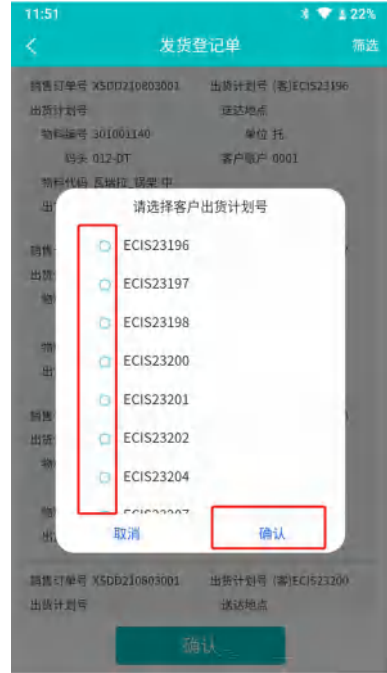 11:51 22%
发货登记单 筛选
销售订单号 XSDD210803001 出货计划号 (客)ECIS23196
出货计划号 送达地点
物料编号 301001140 单位 托
码头 012-DT 客户账户 0001
物料代码
请选择客户出货计划号
ECIS23196
ECIS23197
ECIS23198
ECIS23200
ECIS23201
ECIS23202
ECIS23204
取消 确认
销售订单号 XSDD210803001 出货计划号 (客)ECIS23200
出货计划号 送达地点
确认